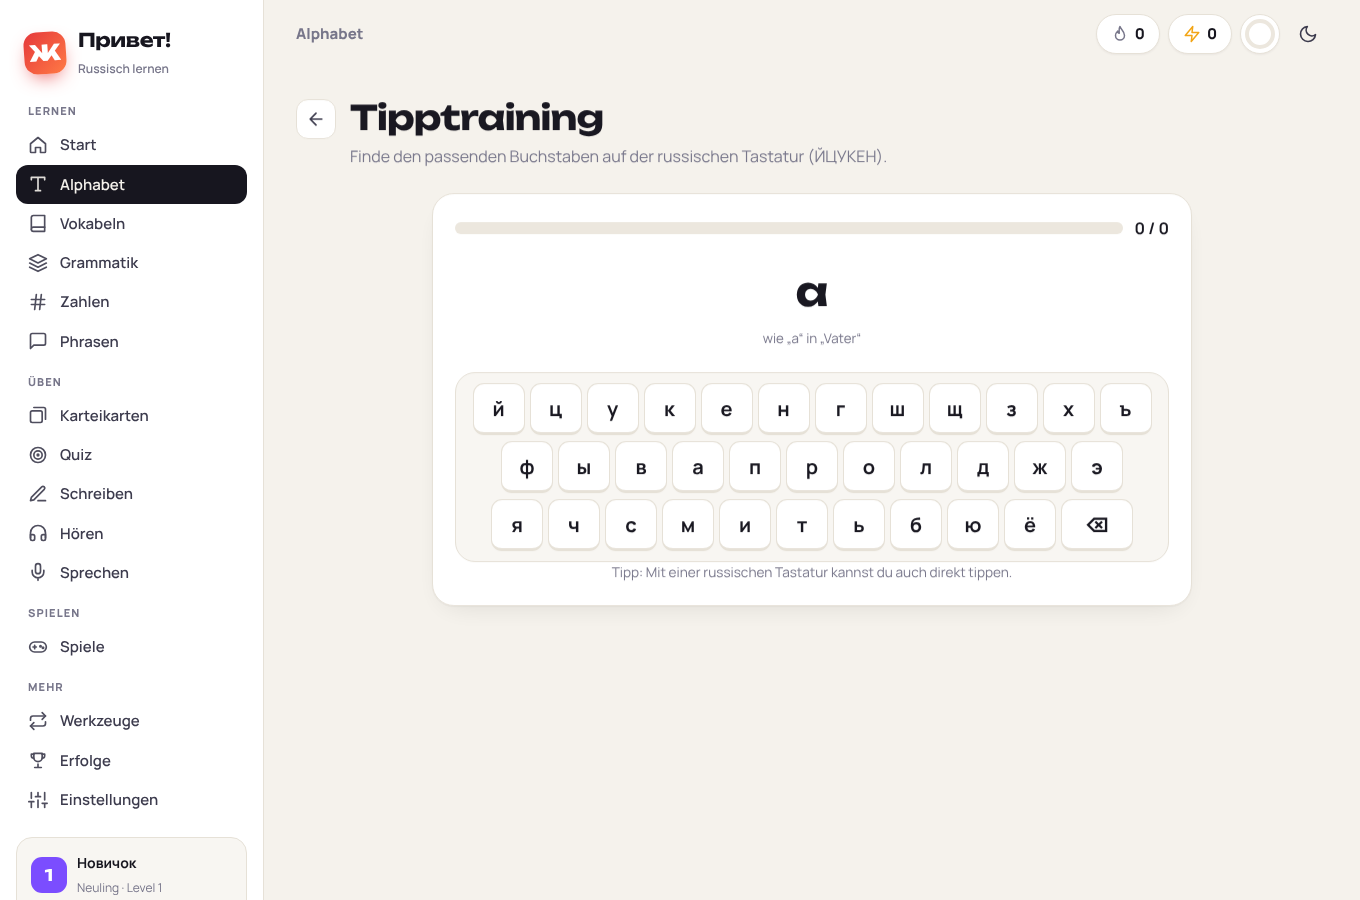 Ж
Привет!
Russisch lernen
LERNEN
Start
Alphabet
Vokabeln
Grammatik
Zahlen
Phrasen
ÜBEN
Karteikarten
Quiz
Schreiben
Hören
Sprechen
SPIELEN
Spiele
MEHR
Werkzeuge
Erfolge
Einstellungen
1
Новичок
Neuling · Level 1
Alphabet
0
0
Tipptraining
Finde den passenden Buchstaben auf der russischen Tastatur (ЙЦУКЕН).
0 / 0
а
wie „a“ in „Vater“
й ц у к е н г ш щ з х ъ
ф ы в а п р о л д ж э
я ч с м и т ь б ю ё
Tipp: Mit einer russischen Tastatur kannst du auch direkt tippen.